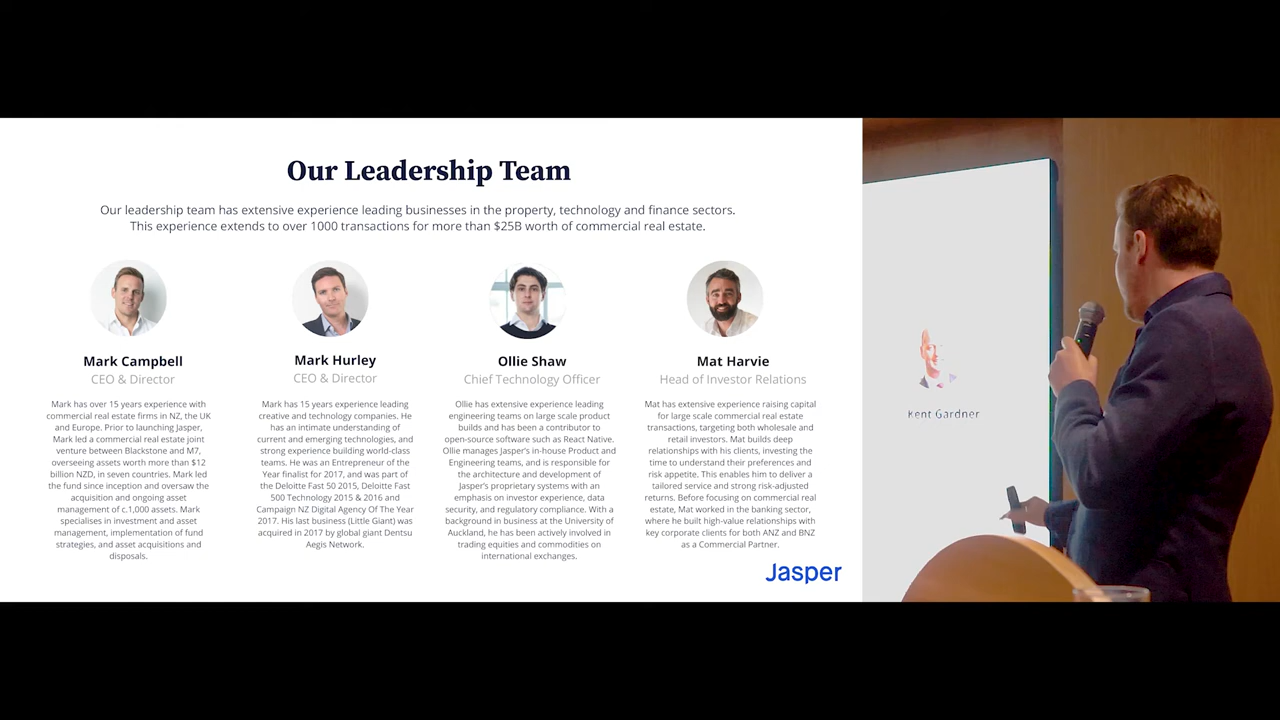 Our Leadership Team
Our leadership team has extensive experience leading businesses in the property, technology and finance sectors.
This experience extends to over 1000 transactions for more than $25B worth of commercial real estate.
Mark Campbell
CEO & Director
Mark has over 15 years experience with
commercial real estate firms in NZ, the UK
and Europe. Prior to launching Jasper,
Mark led a commercial real estate joint
venture between Blackstone and M7,
overseeing assets worth more than $12
billion NZD, in seven countries. Mark led
the fund since inception and oversaw the
acquisition and ongoing asset
management of c.1,000 assets. Mark
specialises in investment and asset
management, implementation of fund
strategies, and asset acquisitions and
disposals.
Mark Hurley
CEO & Director
Mark has 15 years experience leading
creative and technology companies. He
has an intimate understanding of
current and emerging technologies, and
strong experience building world-class
teams. He was an Entrepreneur of the
Year finalist for 2017, and was part of
the Deloitte Fast 50 2015, Deloitte Fast
500 Technology 2015 & 2016 and
Campaign NZ Digital Agency Of The Year
2017. His last business (Little Giant) was
acquired in 2017 by global giant Dentsu
Aegis Network.
Ollie Shaw
Chief Technology Officer
Ollie has extensive experience leading
engineering teams on large scale product
builds and has been a contributor to
open-source software such as React Native.
Ollie manages Jasper's in-house Product and
Engineering teams, and is responsible for
the architecture and development of
Jasper's proprietary systems with an
emphasis on investor experience, data
security, and regulatory compliance. With a
background in business at the University of
Auckland, he has been actively involved in
trading equities and commodities on
international exchanges.
Mat Harvie
Head of Investor Relations
Mat has extensive experience raising capital
for large scale commercial real estate
transactions, targeting both wholesale and
retail investors. Mat builds deep
relationships with his clients, investing the
time to understand their preferences and
risk appetite. This enables him to deliver a
tailored service and strong risk-adjusted
returns. Before focusing on commercial real
estate, Mat worked in the banking sector,
where he built high-value relationships with
key corporate clients for both ANZ and BNZ
as a Commercial Partner.
Jasper
Kent Gardner